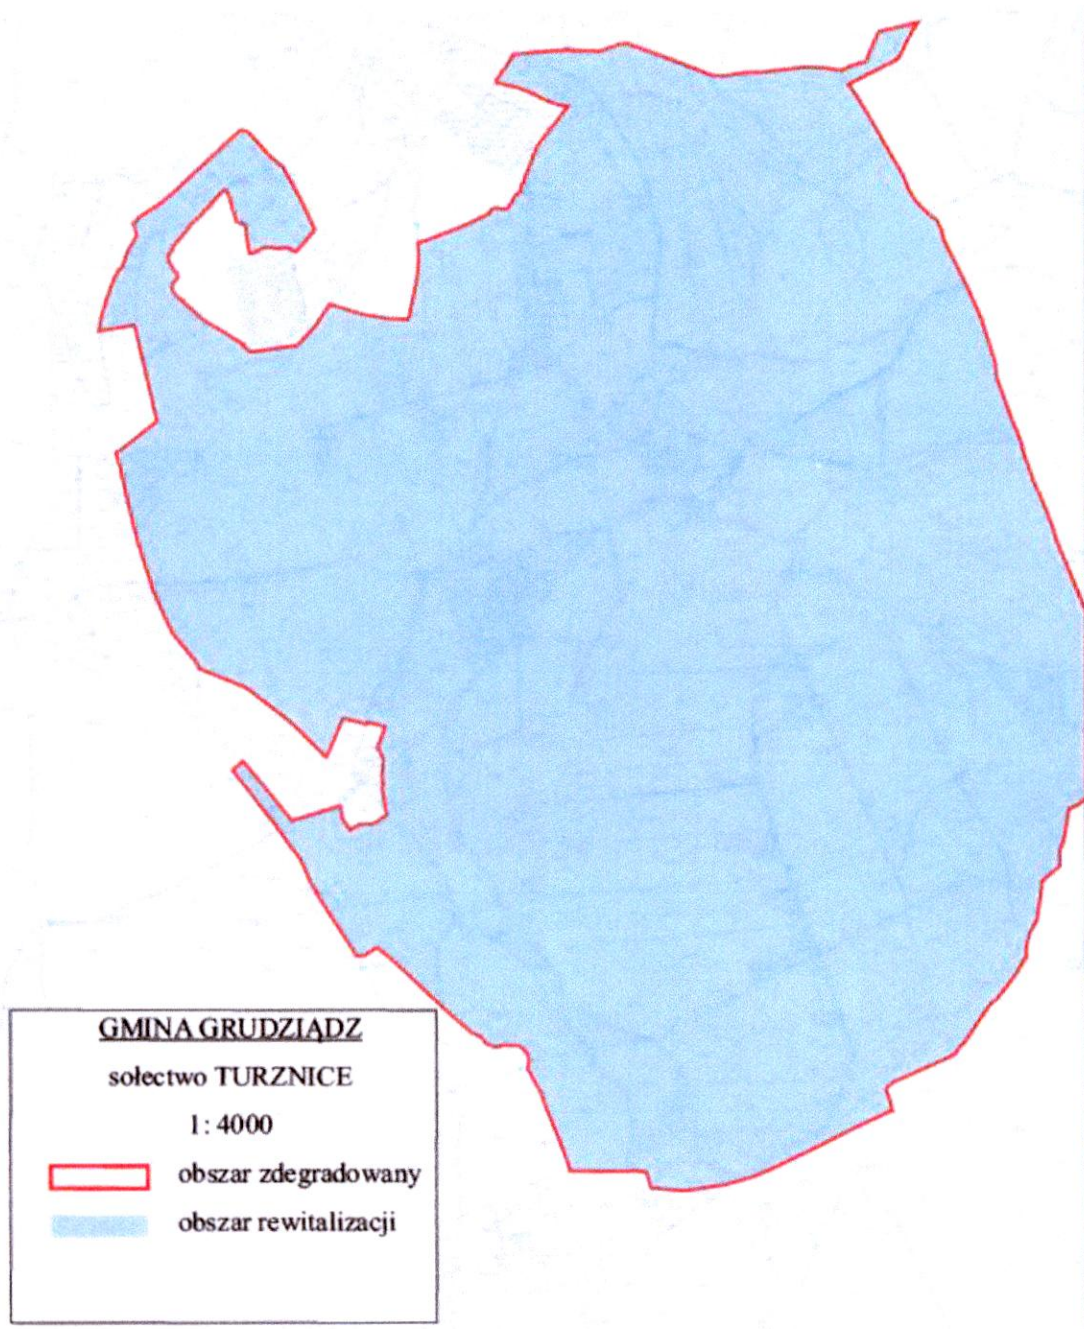 GMINA GRUDZIĄDZ
sołectwo TURZNICE
1: 4000
obszar zdegradowany
obszar rewitalizacji